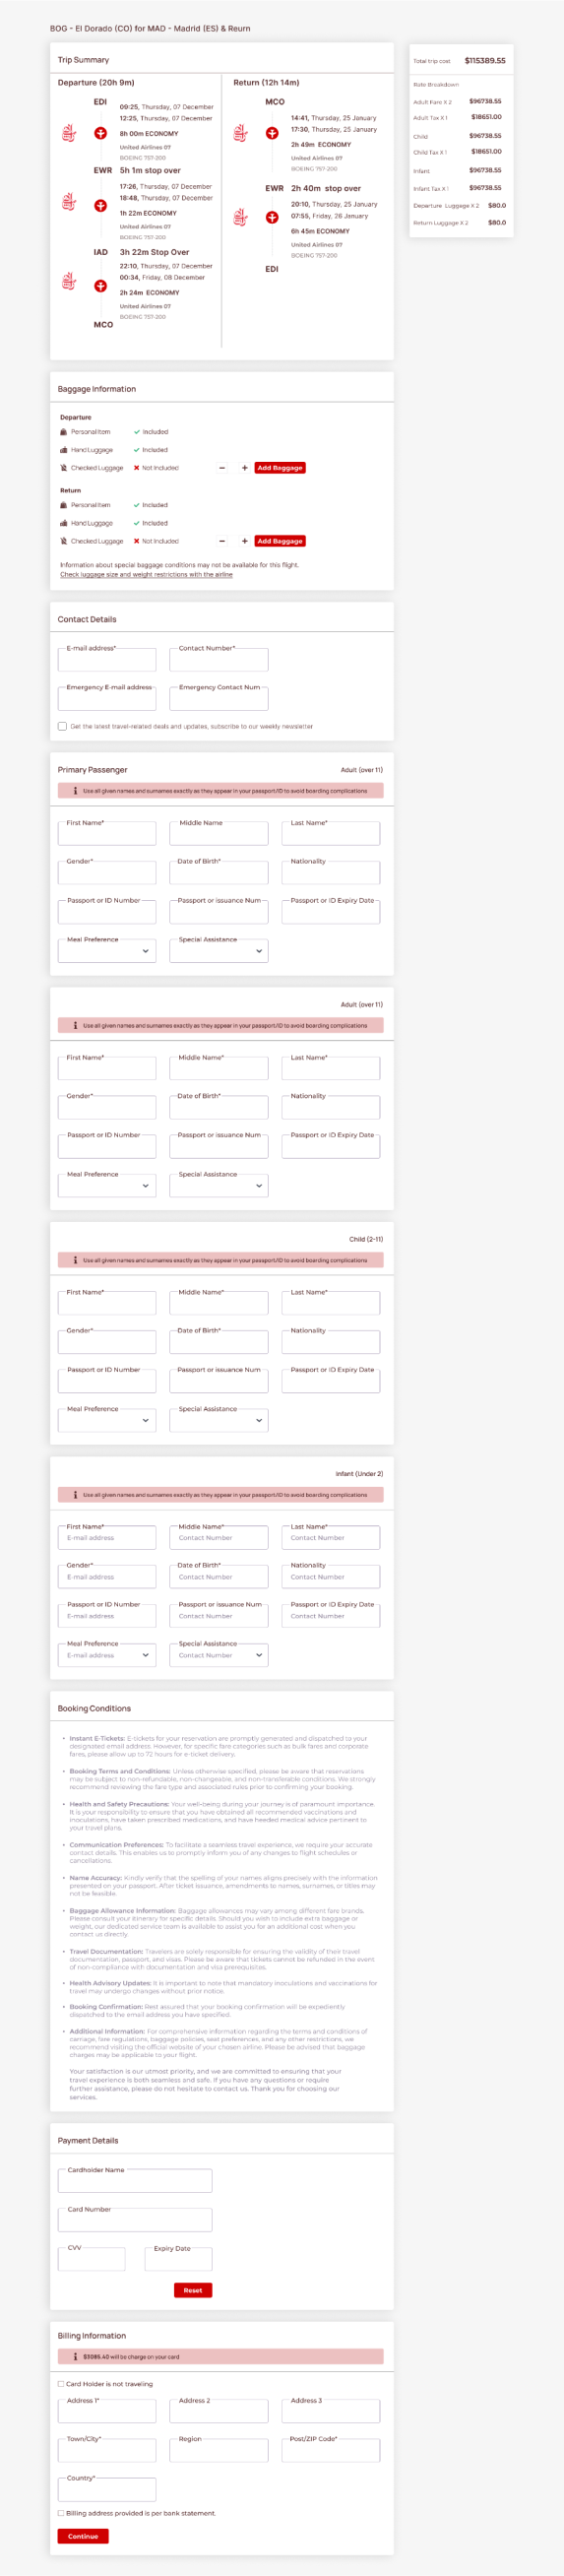 BOG - El Dorado (CO) for MAD - Madrid (ES) & Reurn
Trip Summary
Departure (20h 9m)
EDI
09:25, Thursday, 07 December
12:25, Thursday, 07 December
8h 00m ECONOMY
United Airlines 07
BOEING 757-200
EWR 5h 1m stop over
17:26, Thursday, 07 December
18:48, Thursday, 07 December
1h 22m ECONOMY
United Airlines 07
BOEING 757-200
IAD 3h 22m Stop Over
22:10, Thursday, 07 December
00:34, Friday, 08 December
2h 24m ECONOMY
United Airlines 07
BOEING 757-200
MCO
Return (12h 14m)
MCO
14:41, Thursday, 25 January
17:30, Thursday, 25 January
2h 49m ECONOMY
United Airlines 07
BOEING 757-200
EWR 2h 40m stop over
20:10, Thursday, 25 January
07:55, Friday, 26 January
6h 45m ECONOMY
United Airlines 07
BOEING 757-200
EDI
Total trip cost $115389.55
Rate Breakdown
Adult Fare X 2 $96738.55
Adult Tax X 1 $18651.00
Child $96738.55
Child Tax X 1 $18651.00
Infant $96738.55
Infant Tax X 1 $96738.55
Departure Luggage X 2 $80.0
Return Luggage X 2 $80.0
Baggage Information
Departure
Personal Item Included
Hand Luggage Included
Checked Luggage Not Included − + Add Baggage
Return
Personal Item Included
Hand Luggage Included
Checked Luggage Not Included − + Add Baggage
Information about special baggage conditions may not be available for this flight.
Check luggage size and weight restrictions with the airline
Contact Details
E-mail address* Contact Number*
Emergency E-mail address Emergency Contact Num
Get the latest travel-related deals and updates, subscribe to our weekly newsletter
Primary Passenger Adult (over 11)
Use all given names and surnames exactly as they appear in your passport/ID to avoid boarding complications
First Name* Middle Name Last Name*
Gender* Date of Birth* Nationality
Passport or ID Number Passport or issuance Num Passport or ID Expiry Date
Meal Preference Special Assistance
Adult (over 11)
Use all given names and surnames exactly as they appear in your passport/ID to avoid boarding complications
First Name* Middle Name* Last Name*
Gender* Date of Birth* Nationality
Passport or ID Number Passport or issuance Num Passport or ID Expiry Date
Meal Preference Special Assistance
Child (2-11)
Use all given names and surnames exactly as they appear in your passport/ID to avoid boarding complications
First Name* Middle Name* Last Name*
Gender* Date of Birth* Nationality
Passport or ID Number Passport or issuance Num Passport or ID Expiry Date
Meal Preference Special Assistance
Infant (Under 2)
Use all given names and surnames exactly as they appear in your passport/ID to avoid boarding complications
First Name* Middle Name* Last Name*
E-mail address Contact Number Contact Number
Gender* Date of Birth* Nationality
E-mail address Contact Number Contact Number
Passport or ID Number Passport or issuance Num Passport or ID Expiry Date
E-mail address Contact Number Contact Number
Meal Preference Special Assistance
E-mail address Contact Number
Booking Conditions
• Instant E-Tickets: E-tickets for your reservation are promptly generated and dispatched to your
designated email address. However, for specific fare categories such as bulk fares and corporate
fares, please allow up to 72 hours for e-ticket delivery.
• Booking Terms and Conditions: Unless otherwise specified, please be aware that reservations
may be subject to non-refundable, non-changeable, and non-transferable conditions. We strongly
recommend reviewing the fare type and associated rules prior to confirming your booking.
• Health and Safety Precautions: Your well-being during your journey is of paramount importance.
It is your responsibility to ensure that you have obtained all recommended vaccinations and
inoculations, have taken prescribed medications, and have heeded medical advice pertinent to
your travel plans.
• Communication Preferences: To facilitate a seamless travel experience, we require your accurate
contact details. This enables us to promptly inform you of any changes to flight schedules or
cancellations.
• Name Accuracy: Kindly verify that the spelling of your names aligns precisely with the information
presented on your passport. After ticket issuance, amendments to names, surnames, or titles may
not be feasible.
• Baggage Allowance Information: Baggage allowances may vary among different fare brands.
Please consult your itinerary for specific details. Should you wish to include extra baggage or
weight, our dedicated service team is available to assist you for an additional cost when you
contact us directly
• Travel Documentation: Travelers are solely responsible for ensuring the validity of their travel
documentation, passport, and visas. Please be aware that tickets cannot be refunded in the event
of non-compliance with documentation and visa prerequisites.
• Health Advisory Updates: It is important to note that mandatory inoculations and vaccinations for
travel may undergo changes without prior notice.
• Booking Confirmation: Rest assured that your booking confirmation will be expediently
dispatched to the email address you have specified.
• Additional Information: For comprehensive information regarding the terms and conditions of
carriage, fare regulations, baggage policies, seat preferences, and any other restrictions, we
recommend visiting the official website of your chosen airline. Please be advised that baggage
charges may be applicable to your flight.
Your satisfaction is our utmost priority, and we are committed to ensuring that your
travel experience is both seamless and safe. If you have any questions or require
further assistance, please do not hesitate to contact us. Thank you for choosing our
services.
Payment Details
Cardholder Name
Card Number
CVV Expiry Date
Reset
Billing Information
$3085.40 will be charge on your card
Card Holder is not traveling
Address 1* Address 2 Address 3
Town/City* Region Post/ZIP Code*
Country*
Billing address provided is per bank statement.
Continue